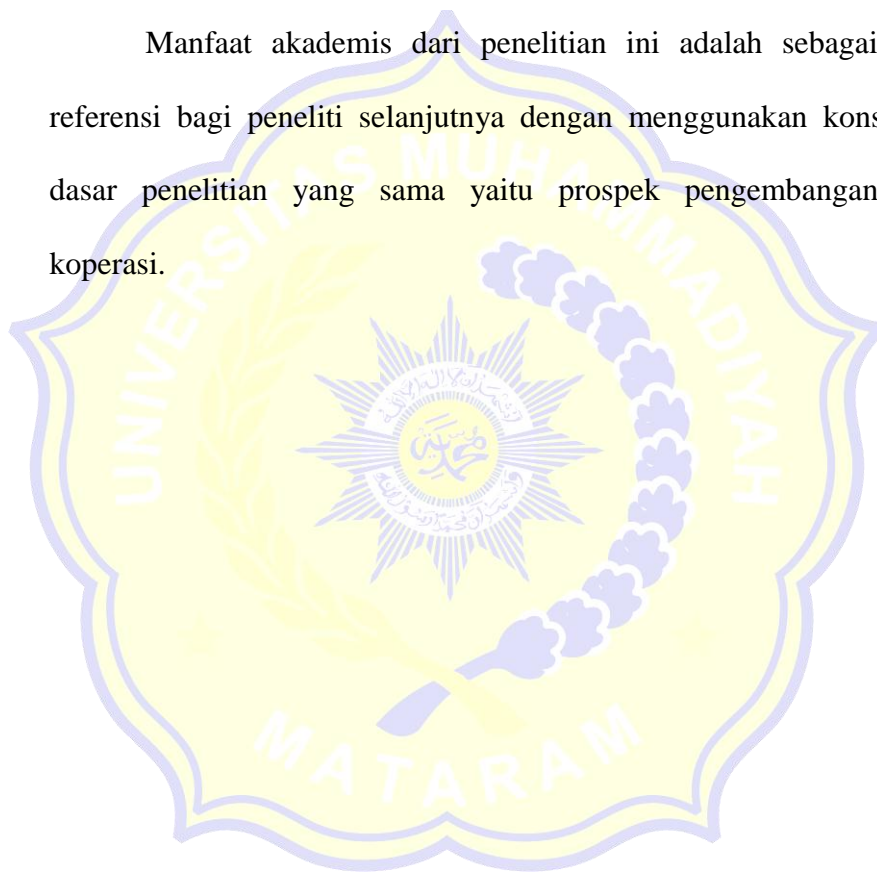 Manfaat akademis dari penelitian ini adalah sebagai
referensi bagi peneliti selanjutnya dengan menggunakan kons
dasar penelitian yang sama yaitu prospek pengembangan
koperasi.
UNIVERSITAS MUHAMMADIYAH
MATARAM